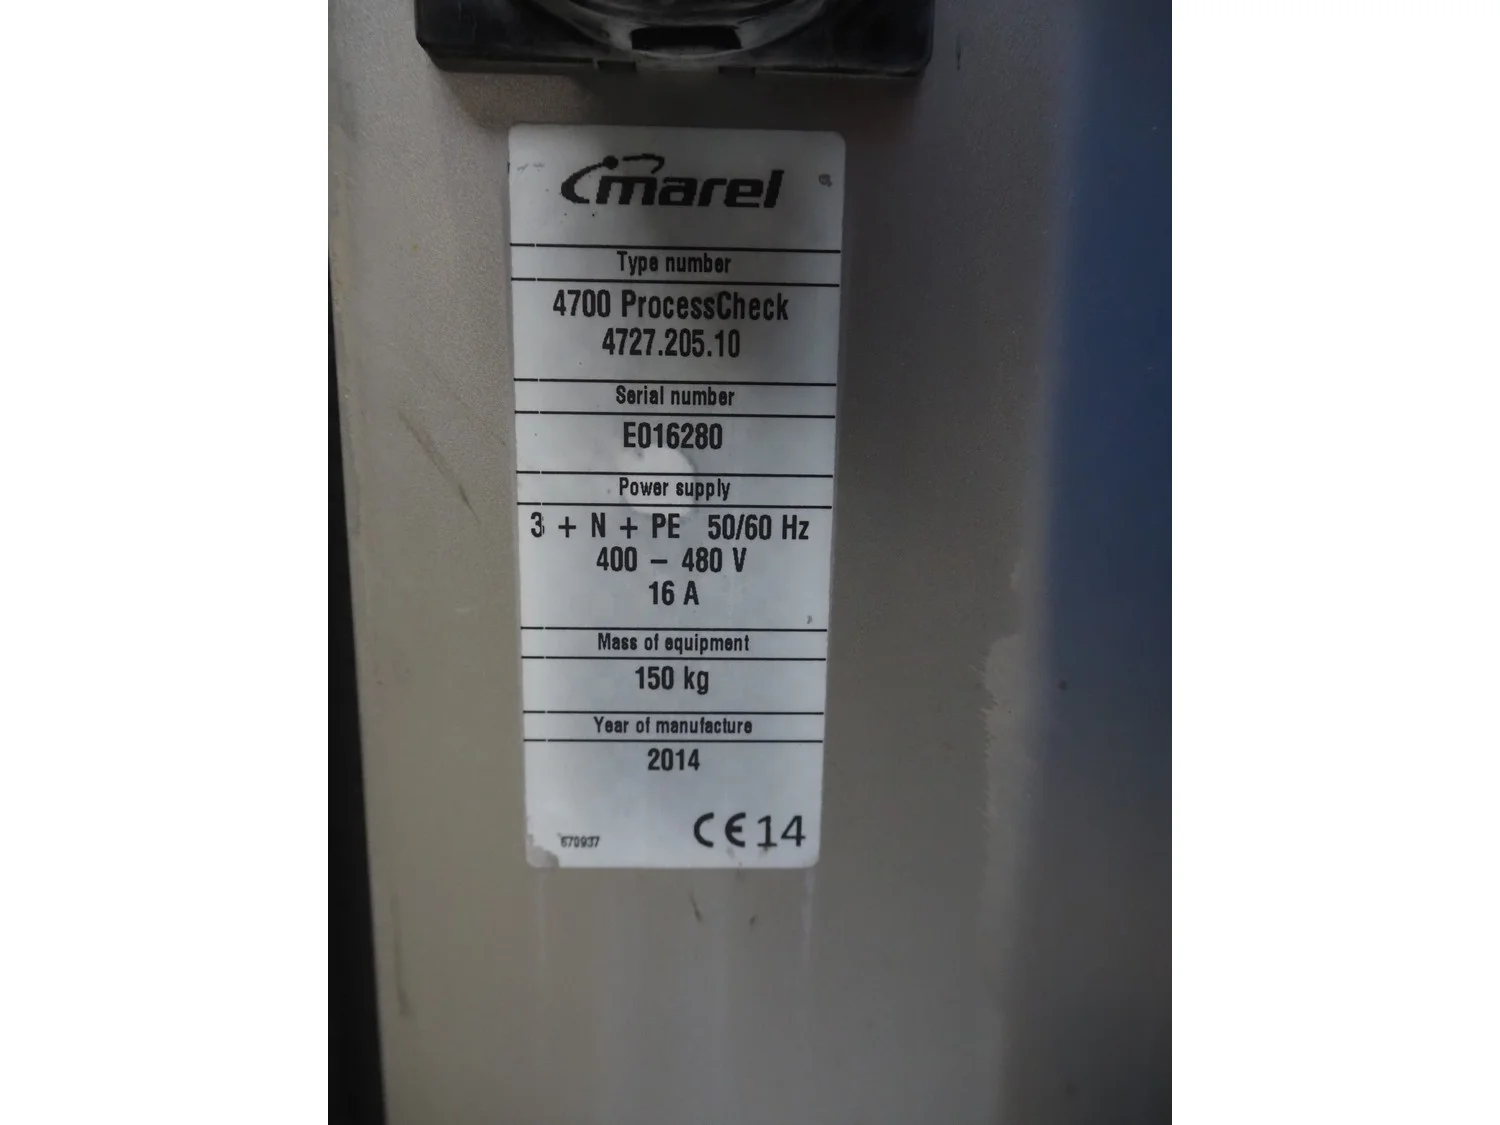 marel
Type number
4700 ProcessCheck
4727.205.10
Serial number
E016280
Power supply
3 + N + PE 50/60 Hz
400 – 480 V
16 A
Mass of equipment
150 kg
Year of manufacture
2014
670937
CE 14